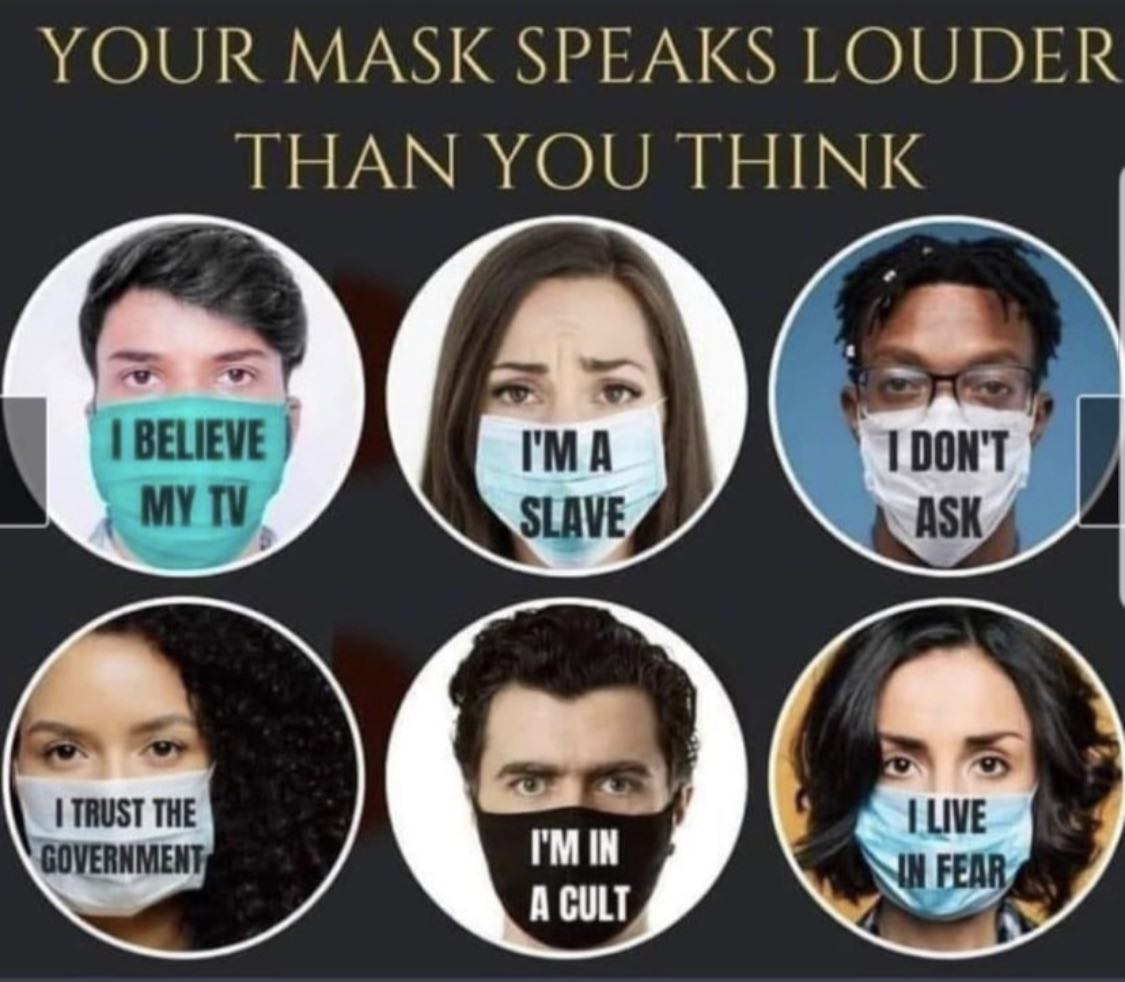 YOUR MASK SPEAKS LOUDER
THAN YOU THINK
I BELIEVE
MY TV
I'M A
SLAVE
I DON'T
ASK
I TRUST THE
GOVERNMENT
I'M IN
A CULT
I LIVE
IN FEAR